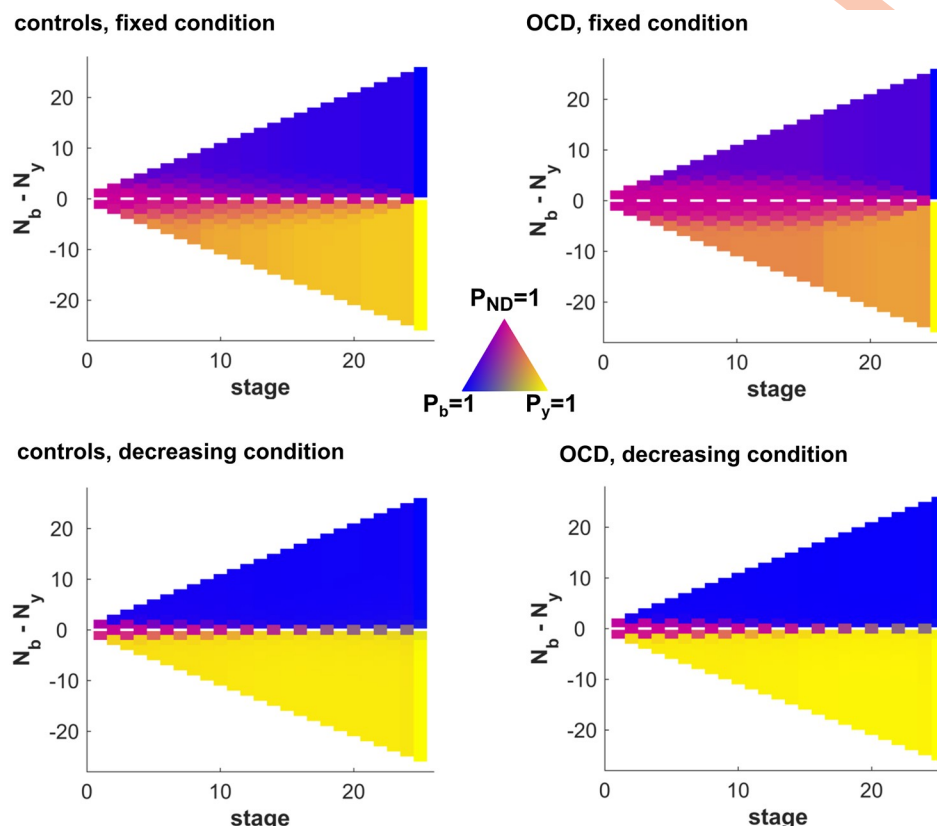 controls, fixed condition
OCD, fixed condition
N_b - N_y
20
10
0
-10
-20
0
10
20
stage
N_b - N_y
20
10
0
-10
-20
0
10
20
stage
P_ND=1
P_b=1
P_y=1
controls, decreasing condition
OCD, decreasing condition
N_b - N_y
20
10
0
-10
-20
0
10
20
stage
N_b - N_y
20
10
0
-10
-20
0
10
20
stage